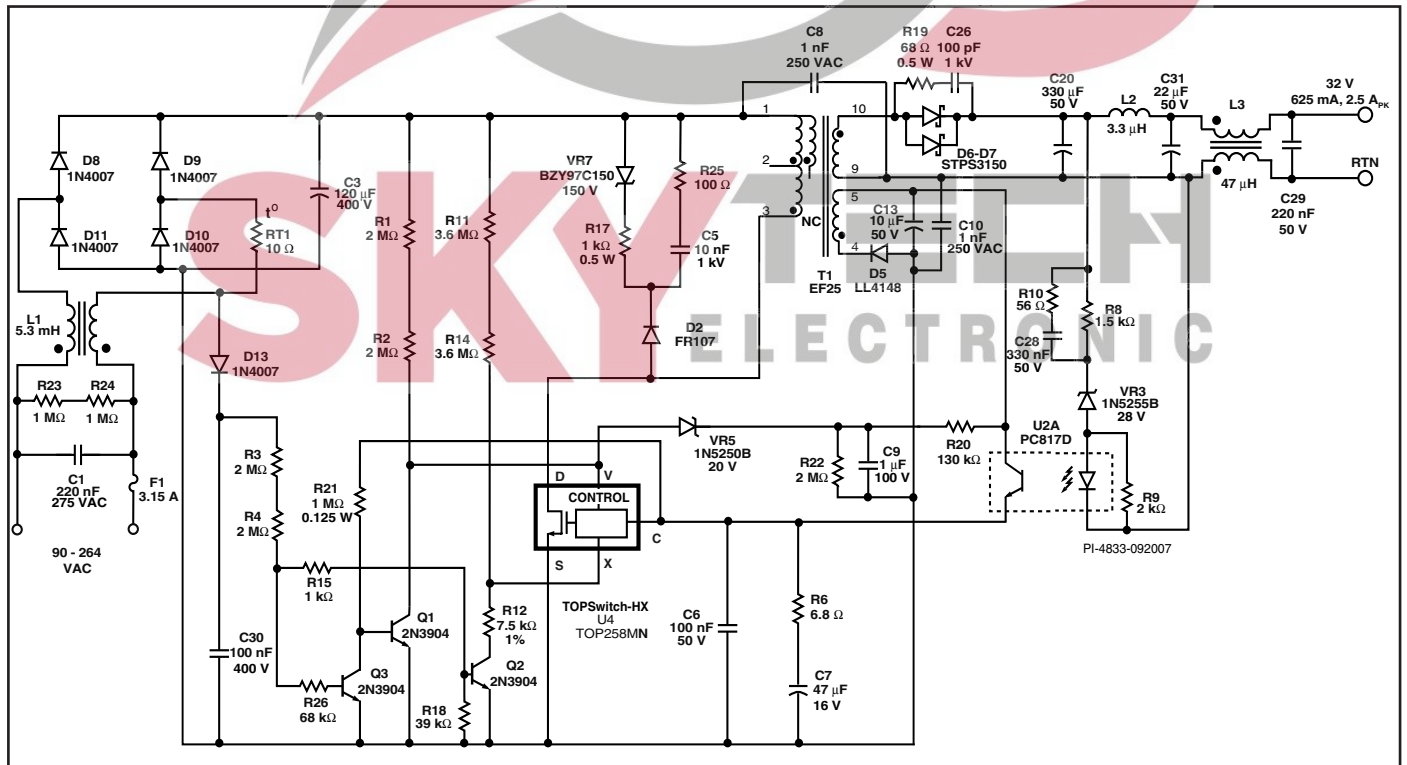 C8
1 nF
250 VAC
R19
68 Ω
0.5 W
C26
100 pF
1 kV
C20
330 µF
50 V
C31
22 µF
50 V
L2
3.3 µH
L3
47 µH
32 V
625 mA, 2.5 APK
RTN
C29
220 nF
50 V
D8
1N4007
D9
1N4007
D11
1N4007
D10
1N4007
C3
120 µF
400 V
t°
RT1
10 Ω
R1
2 MΩ
R11
3.6 MΩ
VR7
BZY97C150
150 V
R25
100 Ω
R17
1 kΩ
0.5 W
C5
10 nF
1 kV
1
2
3
NC
10
9
5
4
T1
EF25
D6-D7
STPS3150
C13
10 µF
50 V
C10
1 nF
250 VAC
D5
LL4148
SKY TECH
ELECTRONIC
L1
5.3 mH
R23
1 MΩ
R24
1 MΩ
C1
220 nF
275 VAC
F1
3.15 A
90 - 264
VAC
D13
1N4007
R2
2 MΩ
R14
3.6 MΩ
D2
FR107
R10
56 Ω
C28
330 nF
50 V
R8
1.5 kΩ
VR3
1N5255B
28 V
U2A
PC817D
R9
2 kΩ
PI-4833-092007
R3
2 MΩ
R4
2 MΩ
R21
1 MΩ
0.125 W
VR5
1N5250B
20 V
R22
2 MΩ
C9
1 µF
100 V
R20
130 kΩ
D
V
CONTROL
C
S
X
TOPSwitch-HX
U4
TOP258MN
R15
1 kΩ
C30
100 nF
400 V
R26
68 kΩ
Q3
2N3904
Q1
2N3904
R12
7.5 kΩ
1%
Q2
2N3904
R18
39 kΩ
C6
100 nF
50 V
R6
6.8 Ω
C7
47 µF
16 V